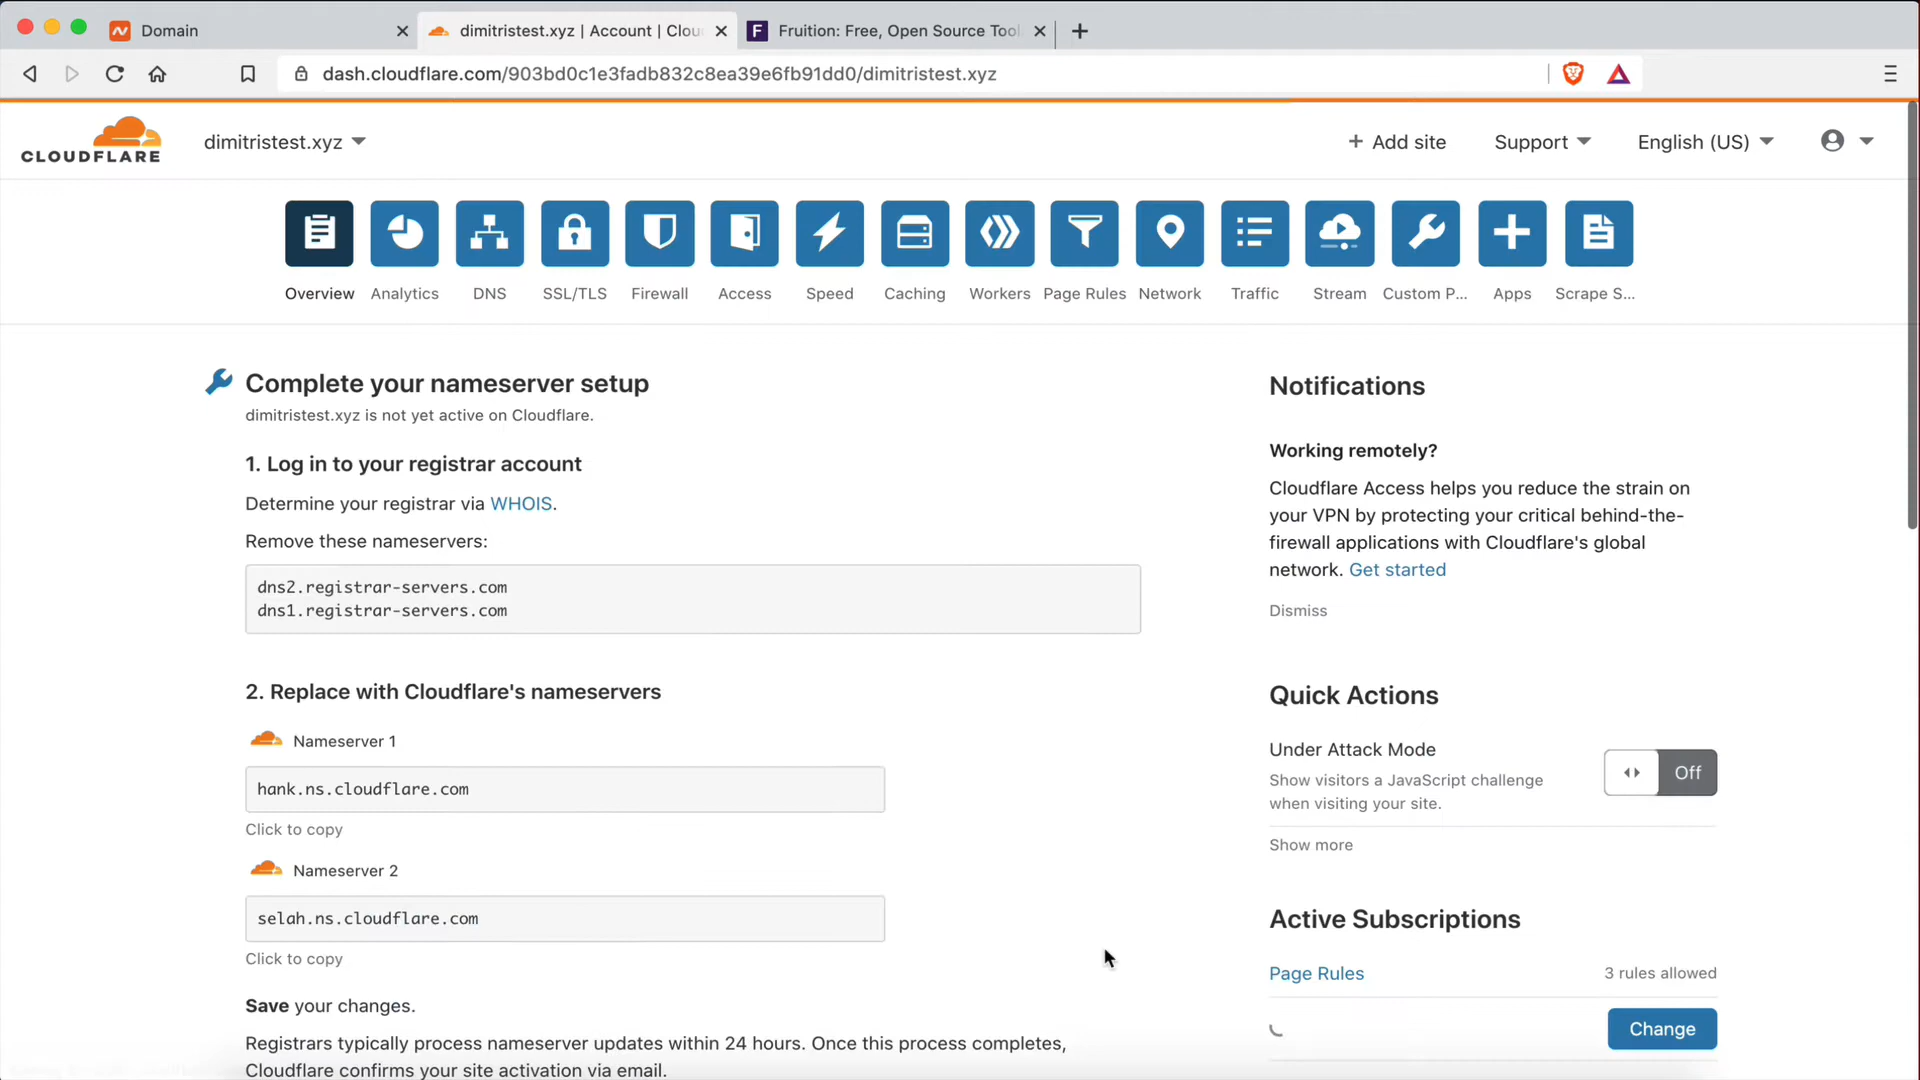 Domain
dimitristest.xyz | Account | Clou
F Fruition: Free, Open Source Tool
dash.cloudflare.com/903bd0c1e3fadb832c8ea39e6fb91dd0/dimitristest.xyz
CLOUDFLARE
dimitristest.xyz
+ Add site
Support
English (US)
Overview
Analytics
DNS
SSL/TLS
Firewall
Access
Speed
Caching
Workers
Page Rules
Network
Traffic
Stream
Custom P...
Apps
Scrape S...
Complete your nameserver setup
dimitristest.xyz is not yet active on Cloudflare.
1. Log in to your registrar account
Determine your registrar via WHOIS.
Remove these nameservers:
dns2.registrar-servers.com
dns1.registrar-servers.com
2. Replace with Cloudflare's nameservers
Nameserver 1
hank.ns.cloudflare.com
Click to copy
Nameserver 2
selah.ns.cloudflare.com
Click to copy
Save your changes.
Registrars typically process nameserver updates within 24 hours. Once this process completes,
Cloudflare confirms your site activation via email.
Notifications
Working remotely?
Cloudflare Access helps you reduce the strain on
your VPN by protecting your critical behind-the-
firewall applications with Cloudflare's global
network. Get started
Dismiss
Quick Actions
Under Attack Mode
Show visitors a JavaScript challenge
when visiting your site.
Off
Show more
Active Subscriptions
Page Rules
3 rules allowed
Change